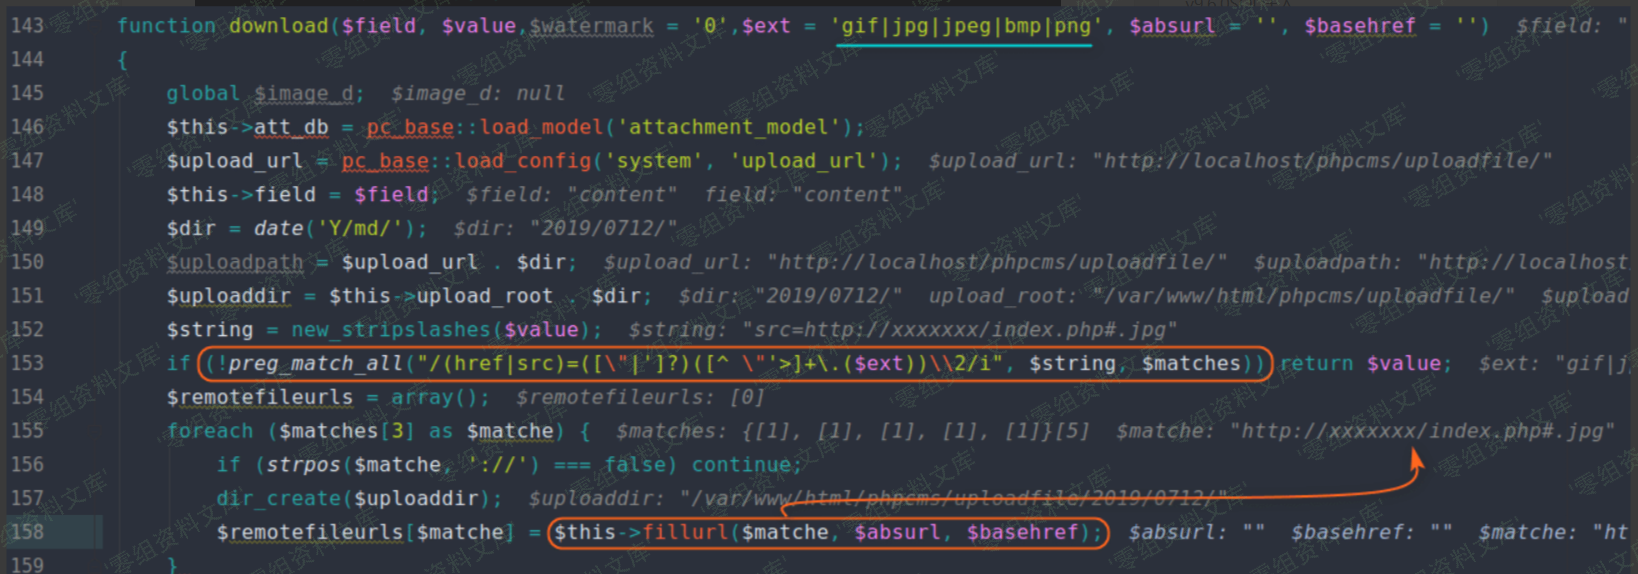 143 function download($field, $value,$watermark = '0',$ext = 'gif|jpg|jpeg|bmp|png', $absurl = '', $basehref = '') $field: "
144 {
145 global $image_d; $image_d: null
146 $this->att_db = pc_base::load_model('attachment_model');
147 $upload_url = pc_base::load_config('system', 'upload_url'); $upload_url: "http://localhost/phpcms/uploadfile/"
148 $this->field = $field; $field: "content" field: "content"
149 $dir = date('Y/md/'); $dir: "2019/0712/"
150 $uploadpath = $upload_url . $dir; $upload_url: "http://localhost/phpcms/uploadfile/" $uploadpath: "http://localhost
151 $uploaddir = $this->upload_root . $dir; $dir: "2019/0712/" upload_root: "/var/www/html/phpcms/uploadfile/" $upload
152 $string = new_stripslashes($value); $string: "src=http://xxxxxxx/index.php#.jpg"
153 if (!preg_match_all("/(href|src)=([\"|']?)([^ \"'>]+\.($ext))\\2/i", $string, $matches)) return $value; $ext: "gif|j
154 $remotefileurls = array(); $remotefileurls: [0]
155 foreach ($matches[3] as $matche) { $matches: {[1], [1], [1], [1], [1]}[5] $matche: "http://xxxxxxx/index.php#.jpg"
156 if (strpos($matche, '://') === false) continue;
157 dir_create($uploaddir); $uploaddir: "/var/www/html/phpcms/uploadfile/2019/0712/"
158 $remotefileurls[$matche] = $this->fillurl($matche, $absurl, $basehref); $absurl: "" $basehref: "" $matche: "ht
159 }
'零组资料文库'